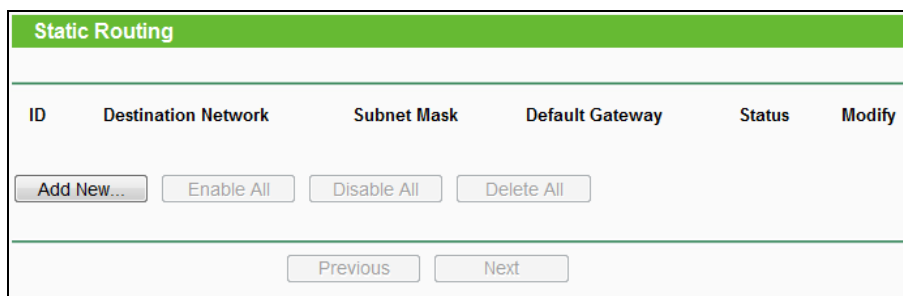 Static Routing
ID Destination Network Subnet Mask Default Gateway Status Modify
Add New... Enable All Disable All Delete All
Previous Next